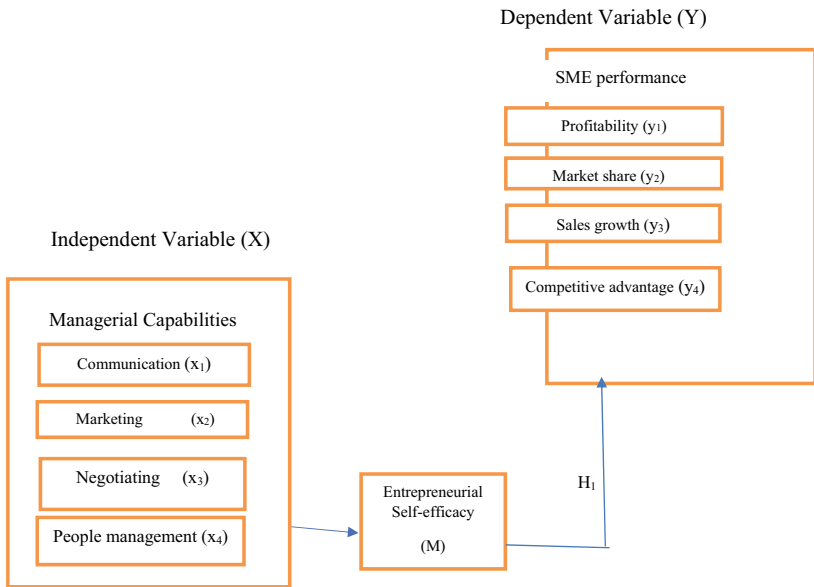 Dependent Variable (Y)
SME performance
Profitability (y₁)
Market share (y₂)
Sales growth (y₃)
Competitive advantage (y₄)
Independent Variable (X)
Managerial Capabilities
Communication (x₁)
Marketing (x₂)
Negotiating (x₃)
People management (x₄)
Entrepreneurial
Self-efficacy
(M)
H₁